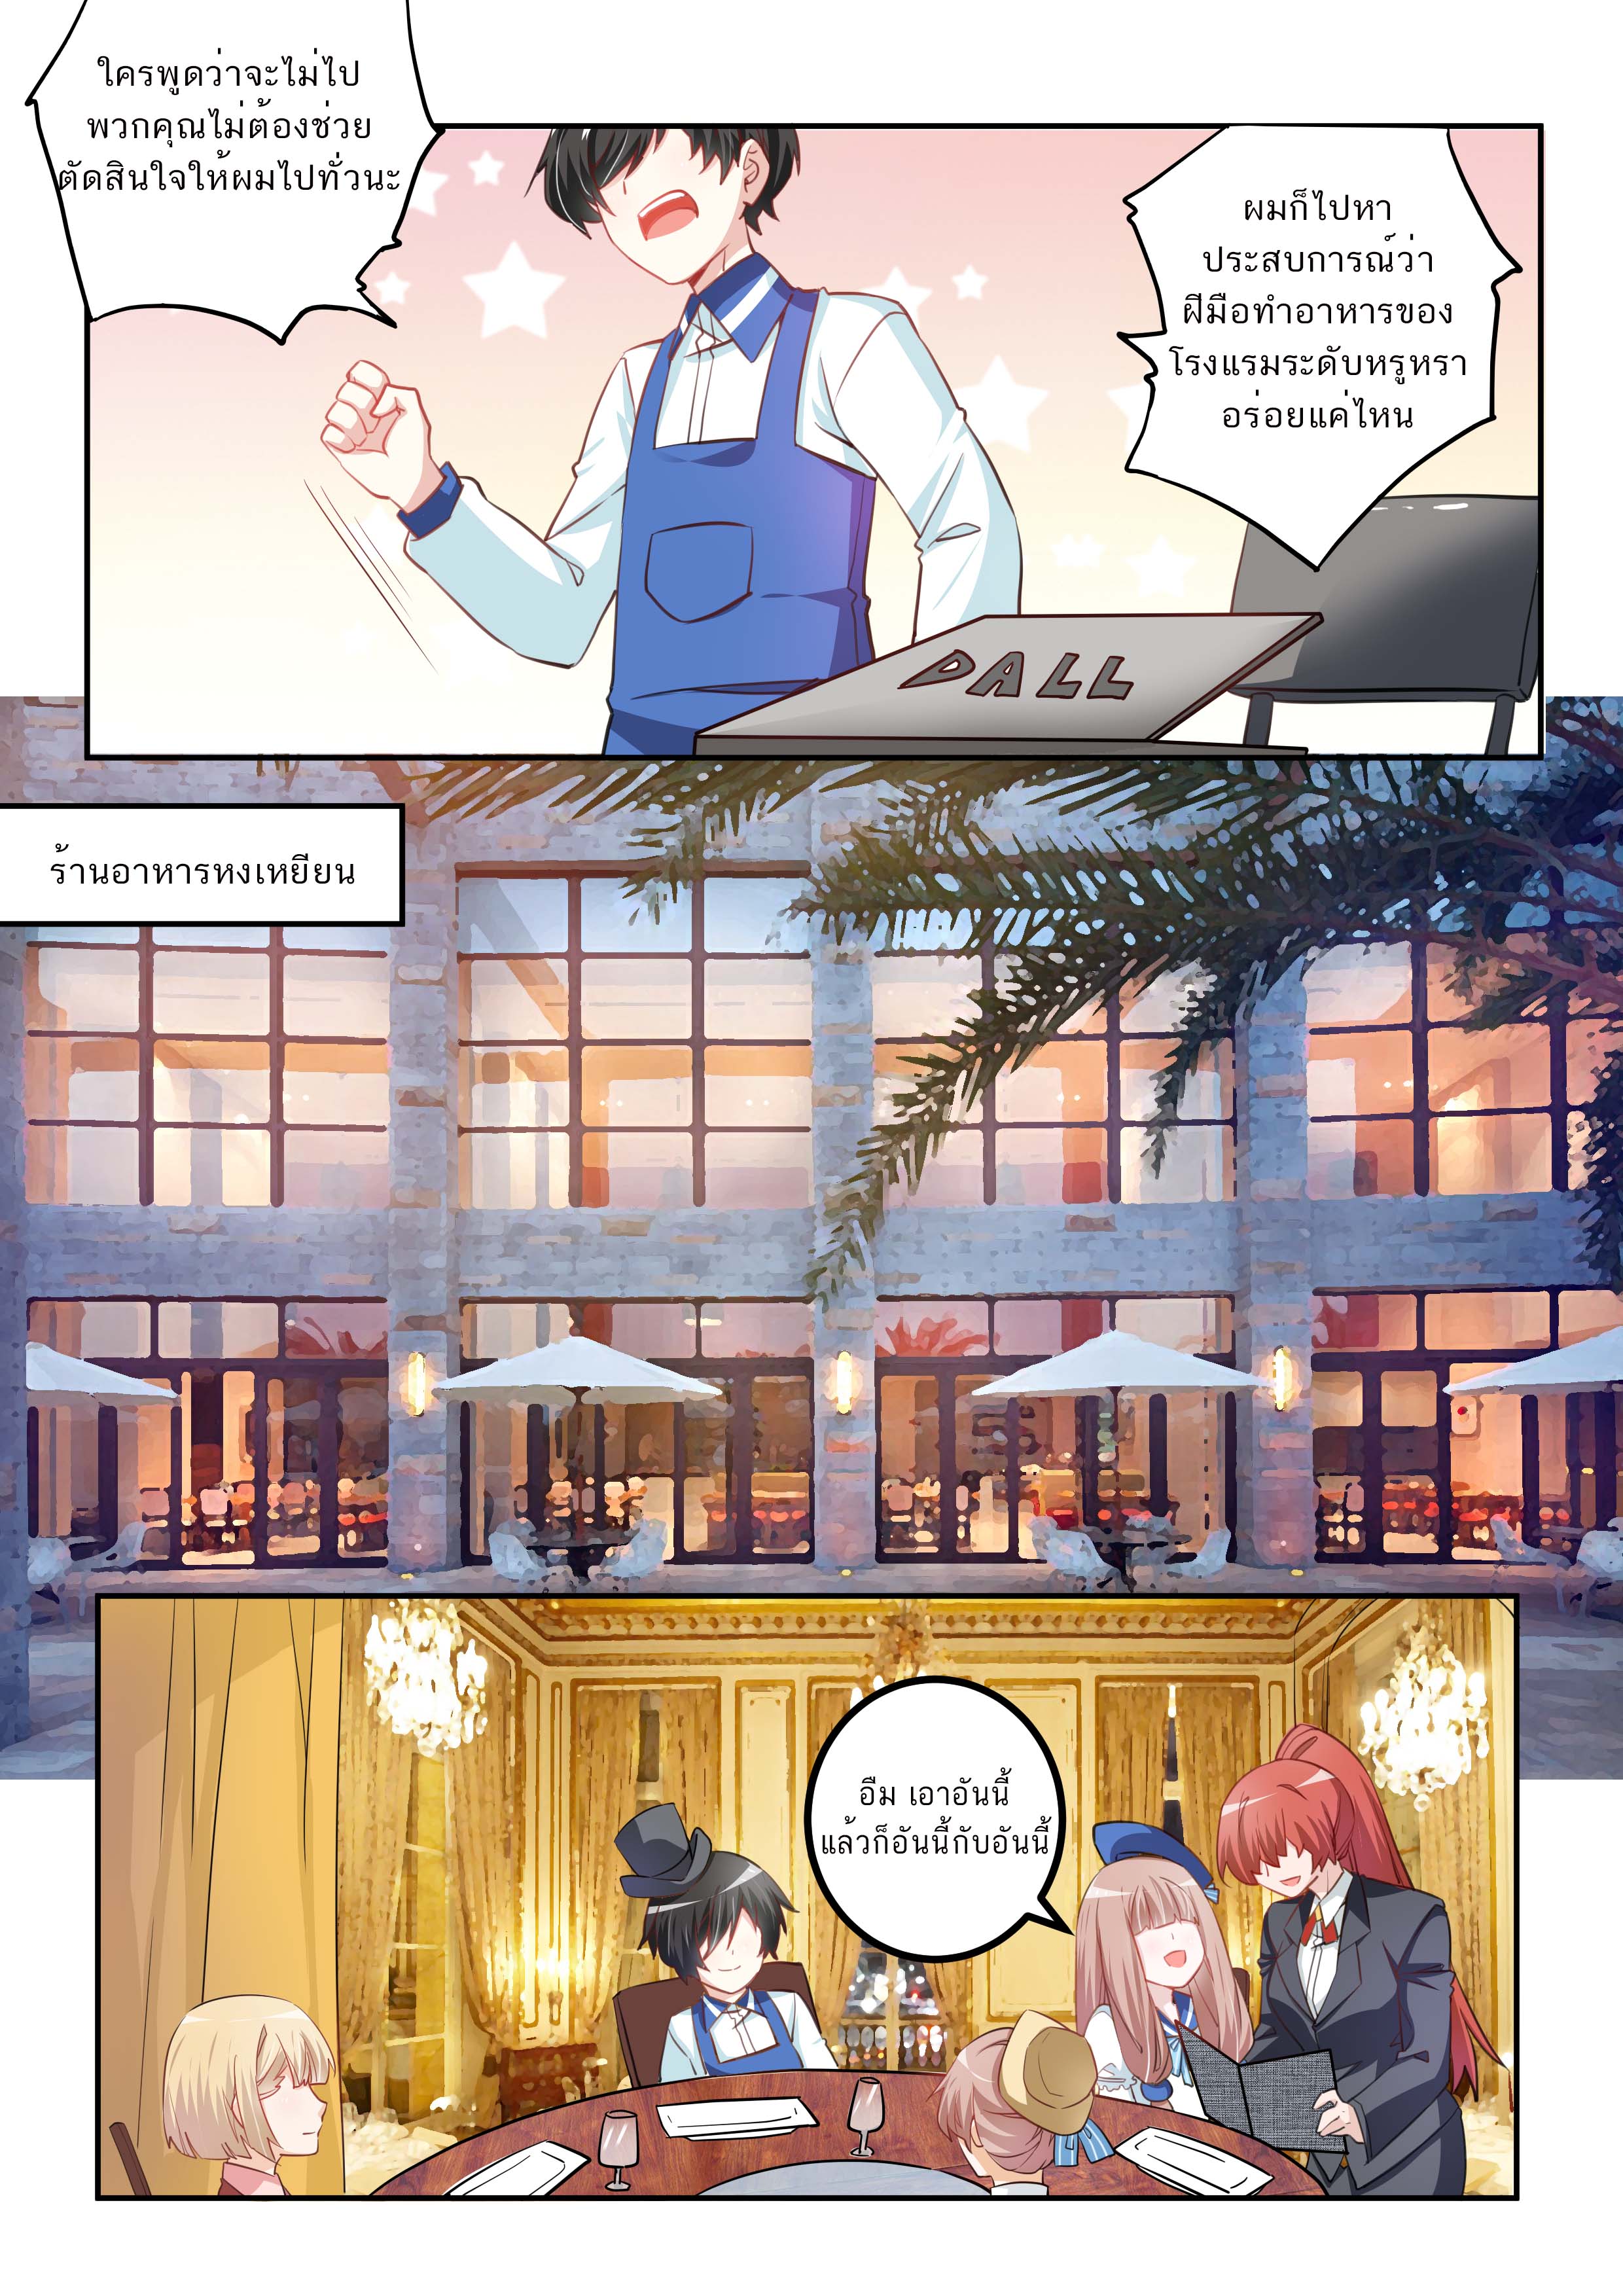 ใครพูดว่าจะไม่ไป
พวกคุณไม่ต้องช่วย
ตัดสินใจให้ผมไปทั่วนะ
ผมก็ไปหา
ประสบการณ์ว่า
ฝีมือทำอาหารของ
โรงแรมระดับหรูหรา
อร่อยแค่ไหน
DALL
ร้านอาหารหงเหยียน
อืม เอาอันนี้
แล้วก็อันนี้กับอันนี้